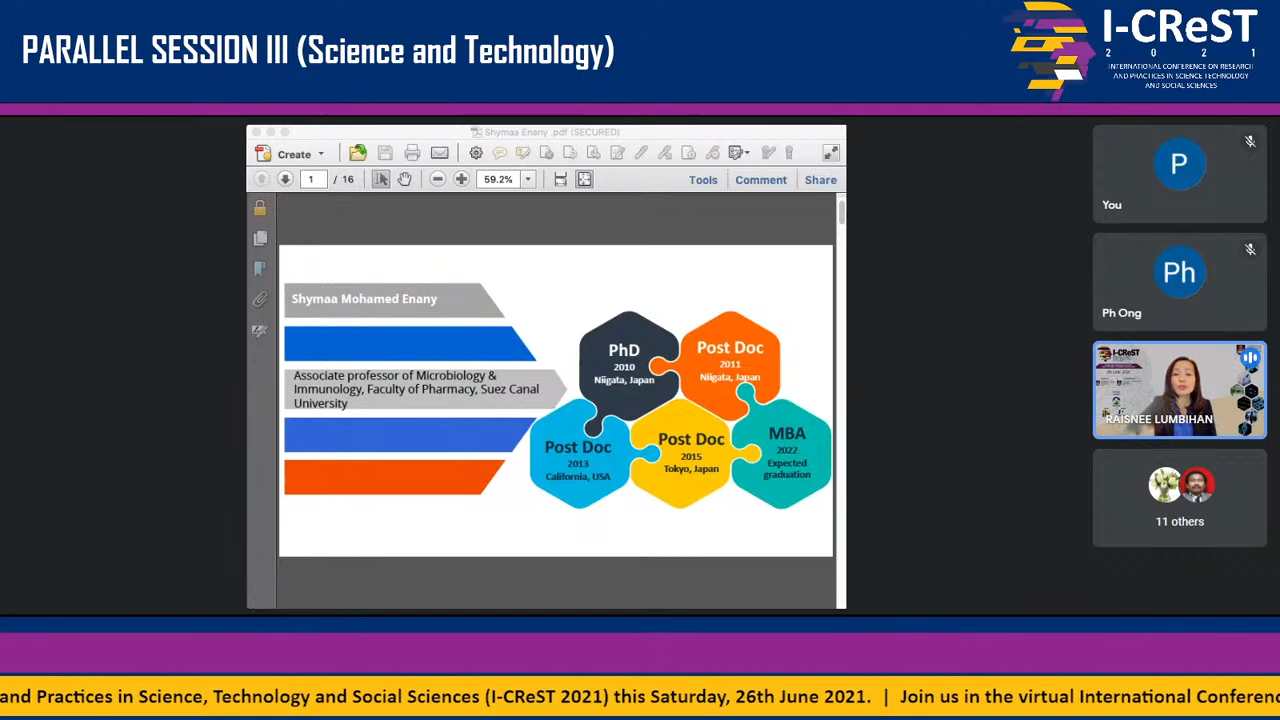 PARALLEL SESSION III (Science and Technology)
I-CReST
2 0 2 1
INTERNATIONAL CONFERENCE ON RESEARCH
AND PRACTICES IN SCIENCE TECHNOLOGY
AND SOCIAL SCIENCES
Shymaa Enany .pdf (SECURED)
Create
1 / 16
59.2%
Tools
Comment
Share
Shymaa Mohamed Enany
Associate professor of Microbiology &
Immunology, Faculty of Pharmacy, Suez Canal
University
PhD
2010
Niigata, Japan
Post Doc
2011
Niigata, Japan
Post Doc
2013
California, USA
Post Doc
2015
Tokyo, Japan
MBA
2022
Expected
graduation
P
You
Ph
Ph Ong
I-CReST
RAISNEE LUMBIHAN
11 others
and Practices in Science, Technology and Social Sciences (I-CReST 2021) this Saturday, 26th June 2021. | Join us in the virtual International Conferenc